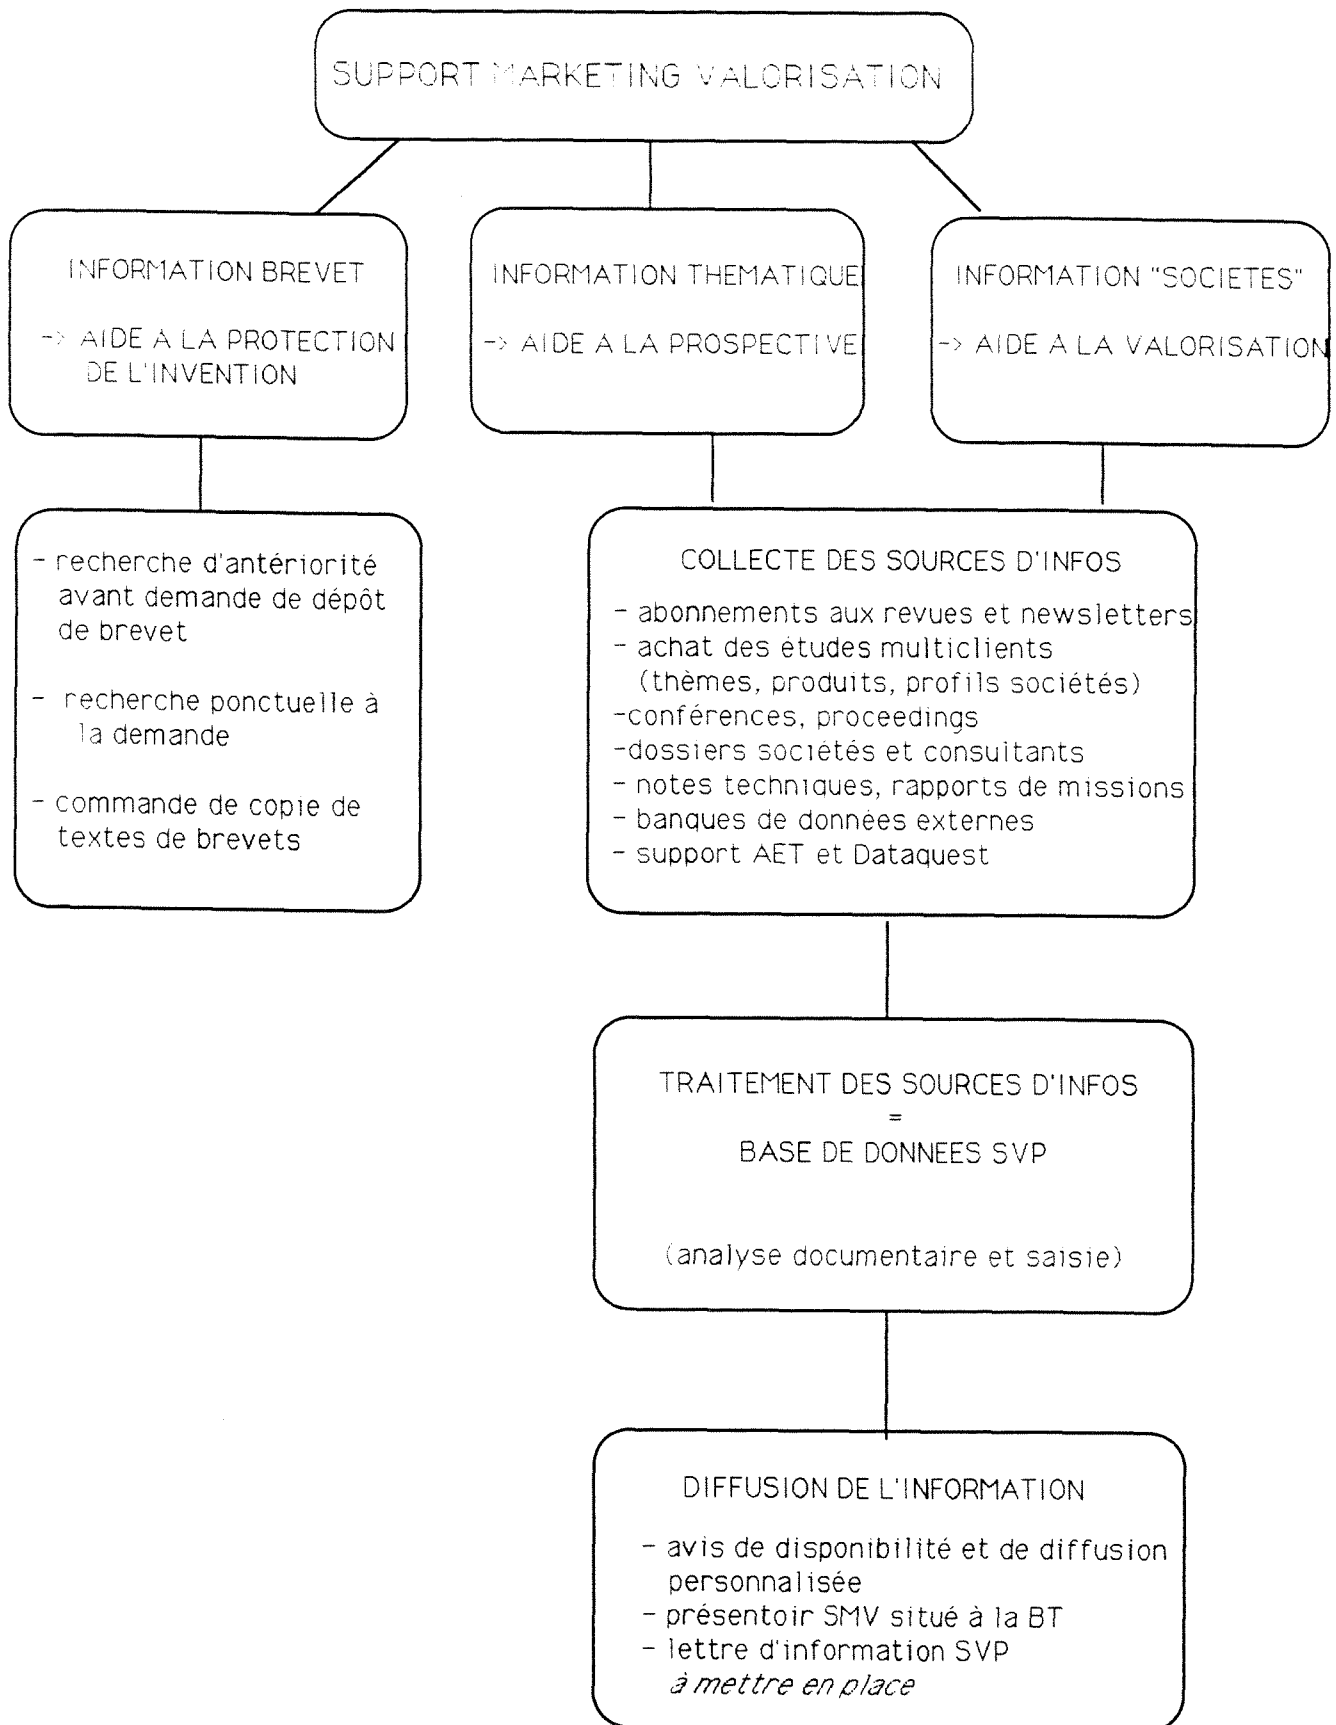 SUPPORT MARKETING VALORISATION
INFORMATION BREVET
-> AIDE A LA PROTECTION
DE L'INVENTION
INFORMATION THEMATIQUE
-> AIDE A LA PROSPECTIVE
INFORMATION "SOCIETES"
-> AIDE A LA VALORISATION
- recherche d'antériorité
avant demande de dépôt
de brevet
- recherche ponctuelle à
la demande
- commande de copie de
textes de brevets
COLLECTE DES SOURCES D'INFOS
- abonnements aux revues et newsletters
- achat des études multiclients
(thèmes, produits, profils sociétés)
-conférences, proceedings
-dossiers sociétés et consultants
- notes techniques, rapports de missions
- banques de données externes
- support AET et Dataquest
TRAITEMENT DES SOURCES D'INFOS
=
BASE DE DONNEES SVP
(analyse documentaire et saisie)
DIFFUSION DE L'INFORMATION
- avis de disponibilité et de diffusion
personnalisée
- présentoir SMV situé à la BT
- lettre d'information SVP
à mettre en place